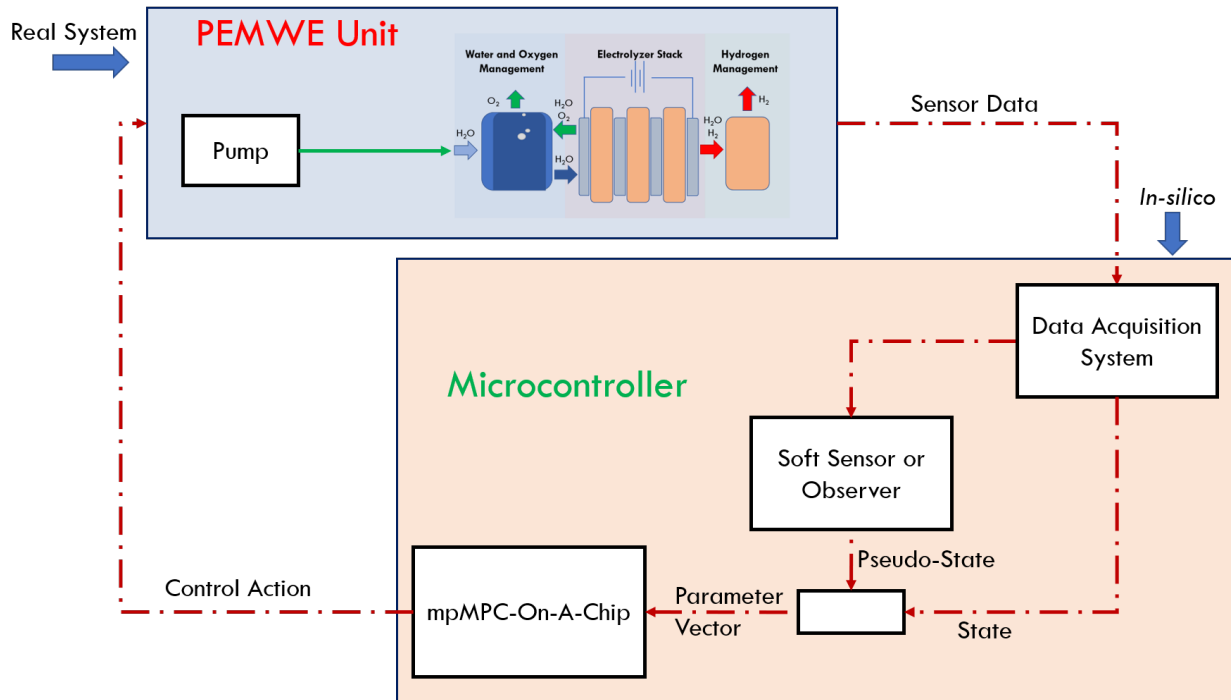 Real System
PEMWE Unit
Water and Oxygen
Management
Electrolyzer Stack
Hydrogen
Management
O₂
H₂O
O₂
H₂
H₂O
H₂O
H₂
H₂O
Pump
Sensor Data
In-silico
Data Acquisition
System
Microcontroller
Soft Sensor or
Observer
Pseudo-State
Control Action
mpMPC-On-A-Chip
Parameter
Vector
State